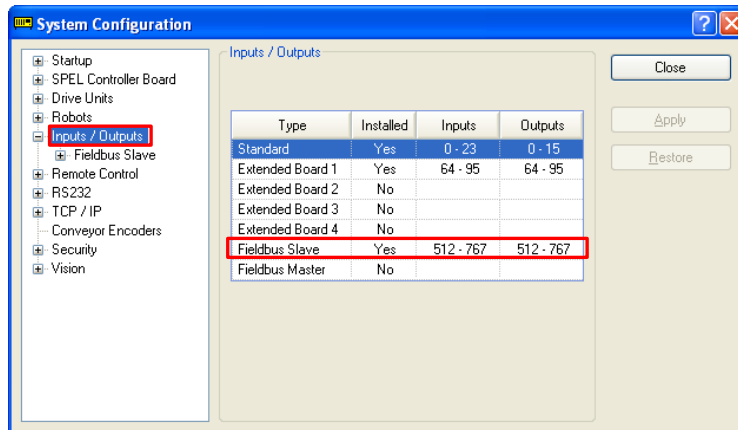 System Configuration
Startup
SPEL Controller Board
Drive Units
Robots
Inputs / Outputs
Fieldbus Slave
Remote Control
RS232
TCP / IP
Conveyor Encoders
Security
Vision
Inputs / Outputs
Type Installed Inputs Outputs
Standard Yes 0 - 23 0 - 15
Extended Board 1 Yes 64 - 95 64 - 95
Extended Board 2 No
Extended Board 3 No
Extended Board 4 No
Fieldbus Slave Yes 512 - 767 512 - 767
Fieldbus Master No
Close
Apply
Restore